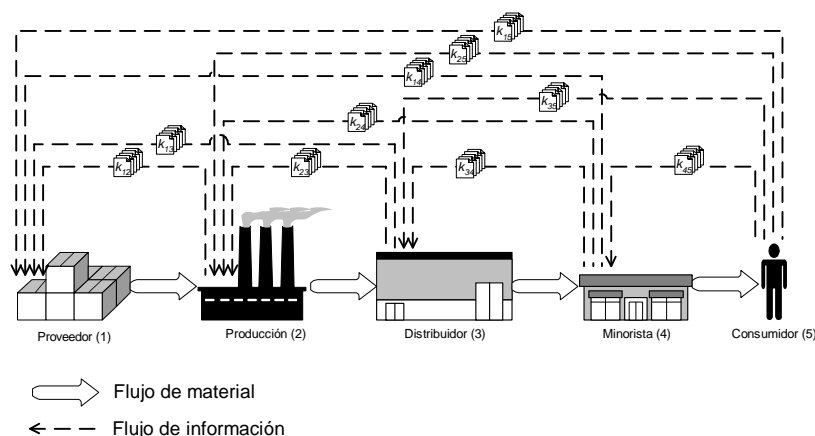 k15
k25
k14
k35
k24
k13
k12
k23
k34
k45
Proveedor (1)
Producción (2)
Distribuidor (3)
Minorista (4)
Consumidor (5)
Flujo de material
Flujo de información